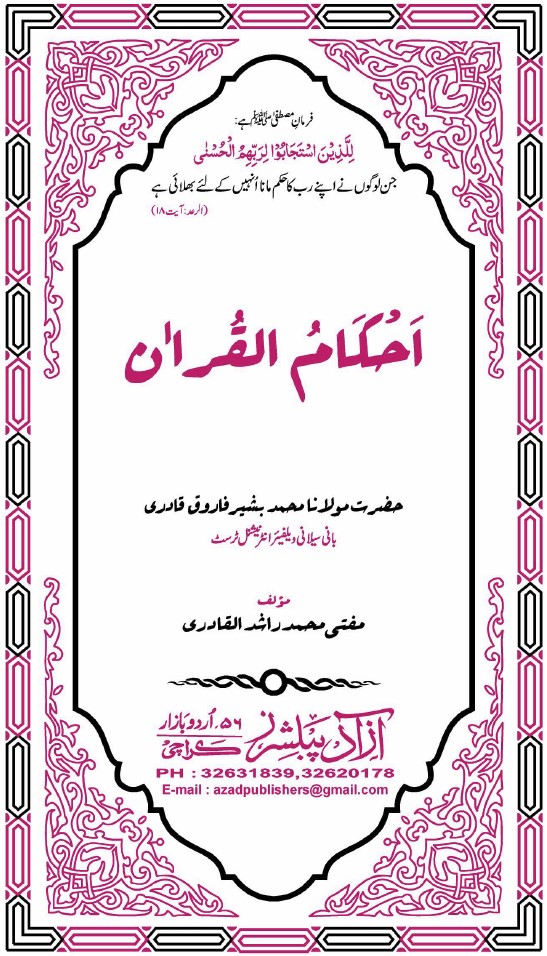 فرمانِ مصطفیٰ ﷺ ہے:
لِلَّذِیْنَ اسْتَجَابُوْا لِرَبِّهِمُ الْحُسْنٰی
جن لوگوں نے اپنے رب کا حکم مانا اُنہیں کے لئے بھلائی ہے
(الرعد: آیت ۱۸)
اَحْکَامُ الْقُراٰن
حضرت مولانا محمد بشیر فاروق قادری
بانی سیلانی ویلفیئر انٹرنیشنل ٹرسٹ
مؤلف
مفتی محمد راشد القادری
آزاد پبلشرز ۵۶۔اُردو بازار
کراچی
PH : 32631839,32620178
E-mail : azadpublishers@gmail.com